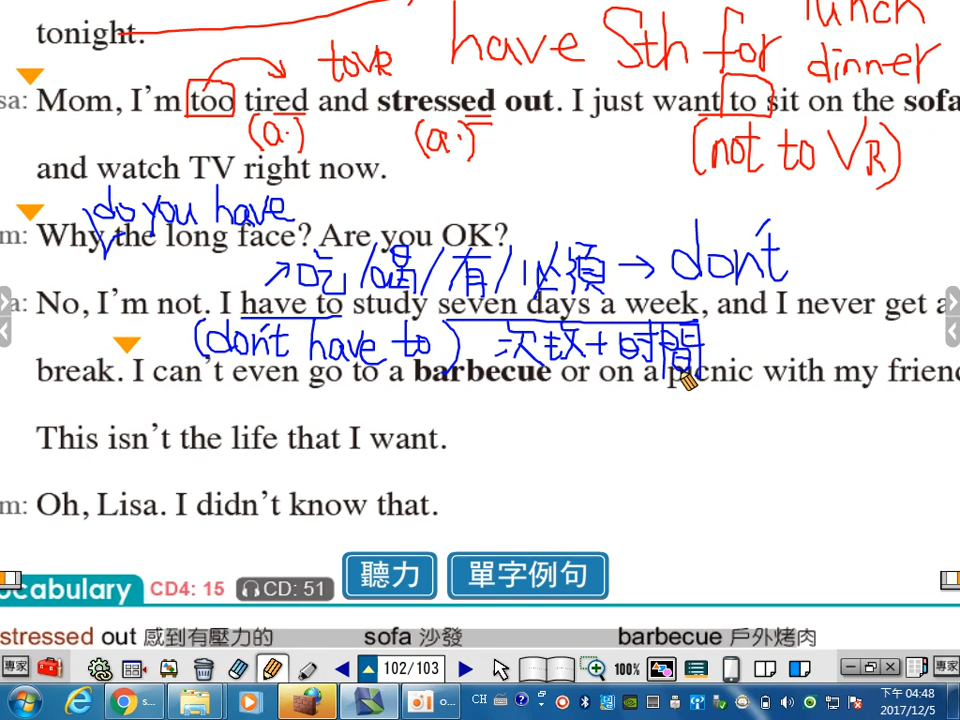 lunch
tonight.
have Sth for
dinner
toVR
sa: Mom, I'm too tired and stressed out. I just want to sit on the sofa
(a.) (a.) (not to VR)
and watch TV right now.
do you have
m: Why the long face? Are you OK?
吃/喝/有/必須→ don't
a: No, I'm not. I have to study seven days a week, and I never get a
(don't have to) 次數+時間
break. I can't even go to a barbecue or on a picnic with my frien
This isn't the life that I want.
m: Oh, Lisa. I didn't know that.
聽力 單字例句
ocabulary CD4: 15 CD: 51
stressed out 感到有壓力的 sofa 沙發 barbecue 戶外烤肉
專家 102/103 100% 專家
s... o... CH 下午 04:48
2017/12/5